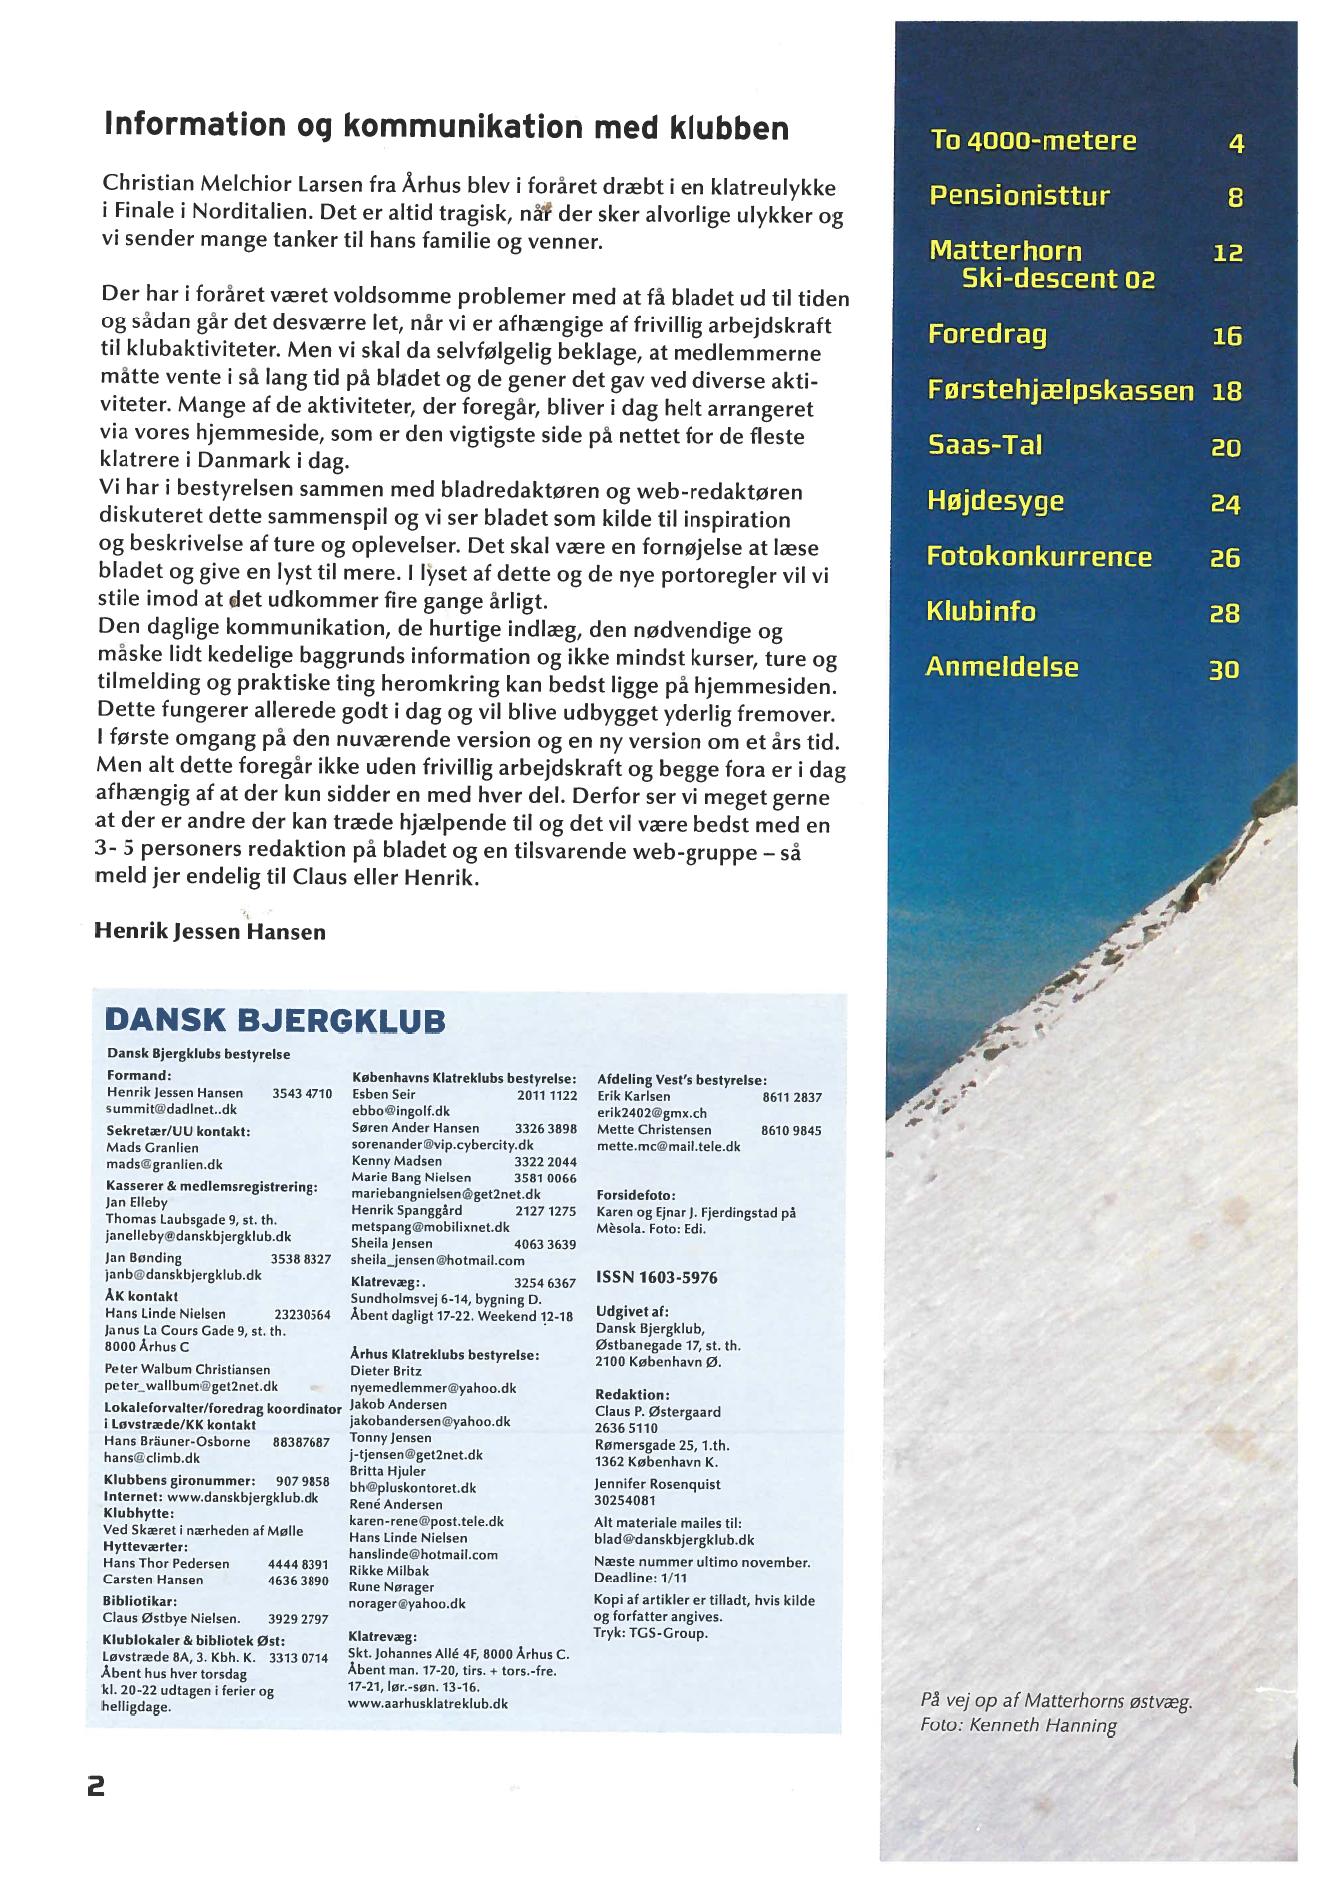 Information og kommunikation med klubben
Christian Melchior Larsen fra Århus blev i foråret dræbt i en klatreulykke
i Finale i Norditalien. Det er altid tragisk, når der sker alvorlige ulykker og
vi sender mange tanker til hans familie og venner.
Der har i foråret været voldsomme problemer med at få bladet ud til tiden
og sådan går det desværre let, når vi er afhængige af frivillig arbejdskraft
til klubaktiviteter. Men vi skal da selvfølgelig beklage, at medlemmerne
måtte vente i så lang tid på bladet og de gener det gav ved diverse akti-
viteter. Mange af de aktiviteter, der foregår, bliver i dag helt arrangeret
via vores hjemmeside, som er den vigtigste side på nettet for de fleste
klatrere i Danmark i dag.
Vi har i bestyrelsen sammen med bladredaktøren og web-redaktøren
diskuteret dette sammenspil og vi ser bladet som kilde til inspiration
og beskrivelse af ture og oplevelser. Det skal være en fornøjelse at læse
bladet og give en lyst til mere. I lyset af dette og de nye portoregler vil vi
stile imod at det udkommer fire gange årligt.
Den daglige kommunikation, de hurtige indlæg, den nødvendige og
måske lidt kedelige baggrunds information og ikke mindst kurser, ture og
tilmelding og praktiske ting heromkring kan bedst ligge på hjemmesiden.
Dette fungerer allerede godt i dag og vil blive udbygget yderlig fremover.
I første omgang på den nuværende version og en ny version om et års tid.
Men alt dette foregår ikke uden frivillig arbejdskraft og begge fora er i dag
afhængig af at der kun sidder en med hver del. Derfor ser vi meget gerne
at der er andre der kan træde hjælpende til og det vil være bedst med en
3- 5 personers redaktion på bladet og en tilsvarende web-gruppe – så
meld jer endelig til Claus eller Henrik.
Henrik Jessen Hansen
DANSK BJERGKLUB
Dansk Bjergklubs bestyrelse
Formand:
Henrik Jessen Hansen 3543 4710
summit@dadlnet..dk
Sekretær/UU kontakt:
Mads Granlien
mads@granlien.dk
Kasserer & medlemsregistrering:
Jan Elleby
Thomas Laubsgade 9, st. th.
janelleby@danskbjergklub.dk
Jan Bønding 3538 8327
janb@danskbjergklub.dk
ÅK kontakt
Hans Linde Nielsen 23230564
Janus La Cours Gade 9, st. th.
8000 Århus C
Peter Walbum Christiansen
peter_wallbum@get2net.dk
Lokaleforvalter/foredrag koordinator
i Løvstræde/KK kontakt
Hans Bräuner-Osborne 88387687
hans@climb.dk
Klubbens gironummer: 907 9858
Internet: www.danskbjergklub.dk
Klubhytte:
Ved Skæret i nærheden af Mølle
Hytteværter:
Hans Thor Pedersen 4444 8391
Carsten Hansen 4636 3890
Bibliotikar:
Claus Østbye Nielsen. 3929 2797
Klublokaler & bibliotek Øst:
Løvstræde 8A, 3. Kbh. K. 3313 0714
Åbent hus hver torsdag
kl. 20-22 udtagen i ferier og
helligdage.
Københavns Klatreklubs bestyrelse:
Esben Seir 2011 1122
ebbo@ingolf.dk
Søren Ander Hansen 3326 3898
sorenander@vip.cybercity.dk
Kenny Madsen 3322 2044
Marie Bang Nielsen 3581 0066
mariebangnielsen@get2net.dk
Henrik Spanggård 2127 1275
metspang@mobilixnet.dk
Sheila Jensen 4063 3639
sheila_jensen@hotmail.com
Klatrevæg:. 3254 6367
Sundholmsvej 6-14, bygning D.
Åbent dagligt 17-22. Weekend 12-18
Århus Klatreklubs bestyrelse:
Dieter Britz
nyemedlemmer@yahoo.dk
Jakob Andersen
jakobandersen@yahoo.dk
Tonny Jensen
j-tjensen@get2net.dk
Britta Hjuler
bh@pluskontoret.dk
René Andersen
karen-rene@post.tele.dk
Hans Linde Nielsen
hanslinde@hotmail.com
Rikke Milbak
Rune Nørager
norager@yahoo.dk
Klatrevæg:
Skt. Johannes Allé 4F, 8000 Århus C.
Åbent man. 17-20, tirs. + tors.-fre.
17-21, lør.-søn. 13-16.
www.aarhusklatreklub.dk
Afdeling Vest's bestyrelse:
Erik Karlsen 8611 2837
erik2402@gmx.ch
Mette Christensen 8610 9845
mette.mc@mail.tele.dk
Forsidefoto:
Karen og Ejnar J. Fjerdingstad på
Mèsola. Foto: Edi.
ISSN 1603-5976
Udgivet af:
Dansk Bjergklub,
Østbanegade 17, st. th.
2100 København Ø.
Redaktion:
Claus P. Østergaard
2636 5110
Rømersgade 25, 1.th.
1362 København K.
Jennifer Rosenquist
30254081
Alt materiale mailes til:
blad@danskbjergklub.dk
Næste nummer ultimo november.
Deadline: 1/11
Kopi af artikler er tilladt, hvis kilde
og forfatter angives.
Tryk: TGS-Group.
2
To 4000-metere 4
Pensionisttur 8
Matterhorn 12
Ski-descent 02
Foredrag 16
Førstehjælpskassen 18
Saas-Tal 20
Højdesyge 24
Fotokonkurrence 26
Klubinfo 28
Anmeldelse 30
På vej op af Matterhorns østvæg.
Foto: Kenneth Hanning